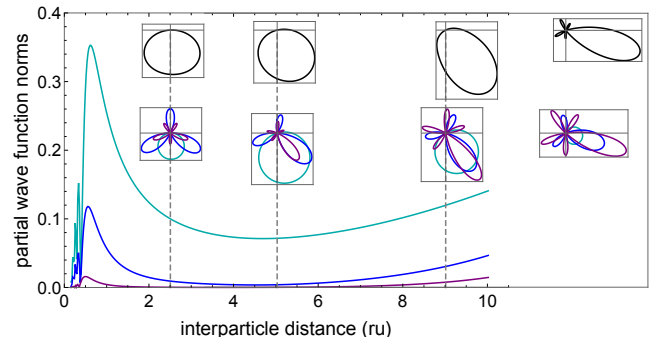 partial wave function norms
0.4
0.3
0.2
0.1
0.0
0 2 4 6 8 10
interparticle distance (ru)